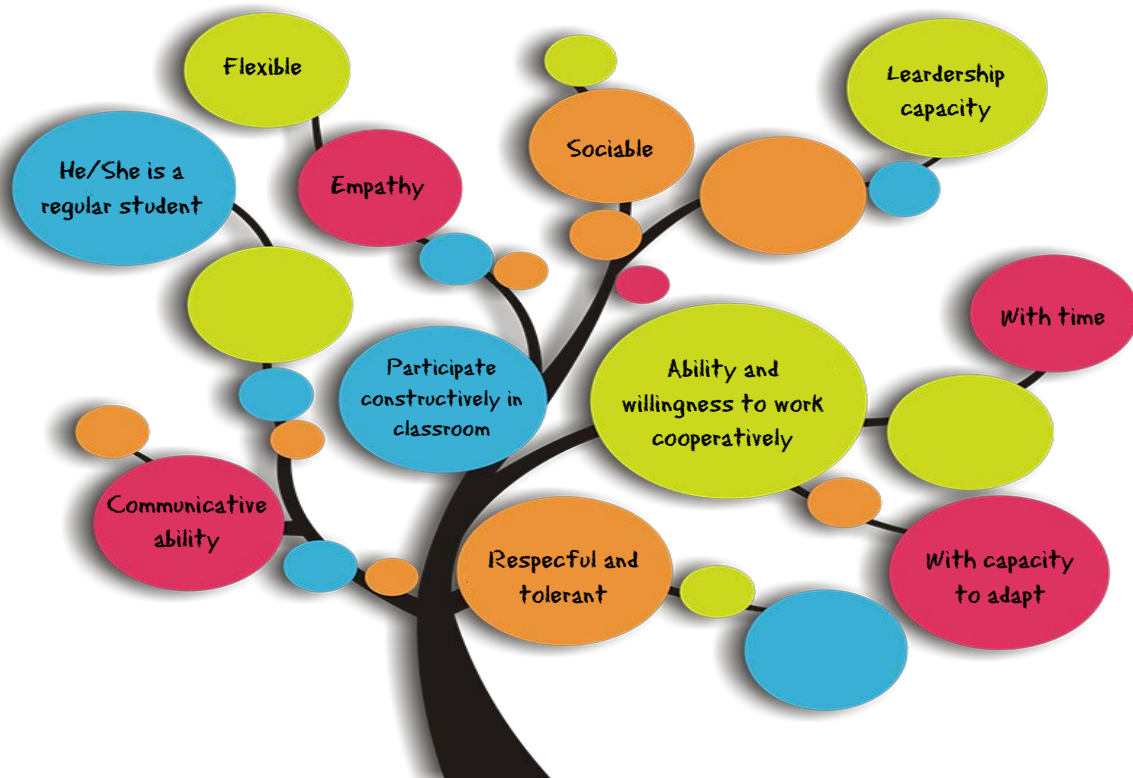 Flexible
Leardership
capacity
He/She is a
regular student
Empathy
Sociable
With time
Participate
constructively in
classroom
Ability and
willingness to work
cooperatively
Communicative
ability
Respecful and
tolerant
With capacity
to adapt